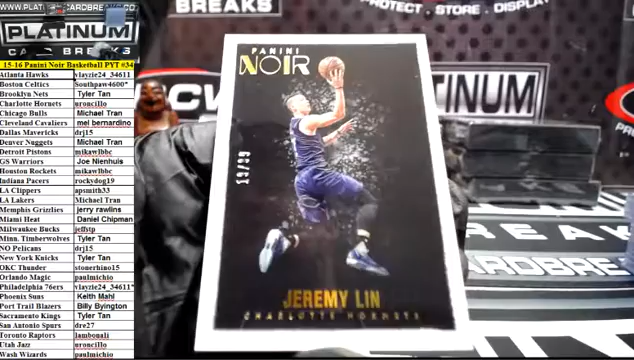 WWW.PLATINUMCARDBREAKS.CO
PLATINUM
CARD BREAKS
15-16 Panini Noir Basketball PYT #34
Atlanta Hawks vlayzie24_34611
Boston Celtics Southpaw4600*
Brooklyn Nets Tyler Tan
Charlotte Hornets uroncillo
Chicago Bulls Michael Tran
Cleveland Cavaliers mel bernardino
Dallas Mavericks drj15
Denver Nuggets Michael Tran
Detroit Pistons mikawlbbc
GS Warriors Joe Nienhuis
Houston Rockets mikawlbbc
Indiana Pacers rockydog19
LA Clippers apsmith33
LA Lakers Michael Tran
Memphis Grizzlies jerry rawlins
Miami Heat Daniel Chipman
Milwaukee Bucks jeffstp
Minn. Timberwolves Tyler Tan
NO Pelicans drj15
New York Knicks Tyler Tan
OKC Thunder stonerhino15
Orlando Magic paulmichio
Philadelphia 76ers vlayzie24_34611*
Phoenix Suns Keith Mahl
Port Trail Blazers Billy Byington
Sacramento Kings Tyler Tan
San Antonio Spurs dre27
Toronto Raptors lambonali
Utah Jazz uroncillo
Wash Wizards paulmichio
BREAKS
PROTECT . STORE . DISPLAY
PLATINUM
BREAK
CARDBREAKS
PANINI
NOIR
JEREMY LIN
CHARLOTTE HORNETS